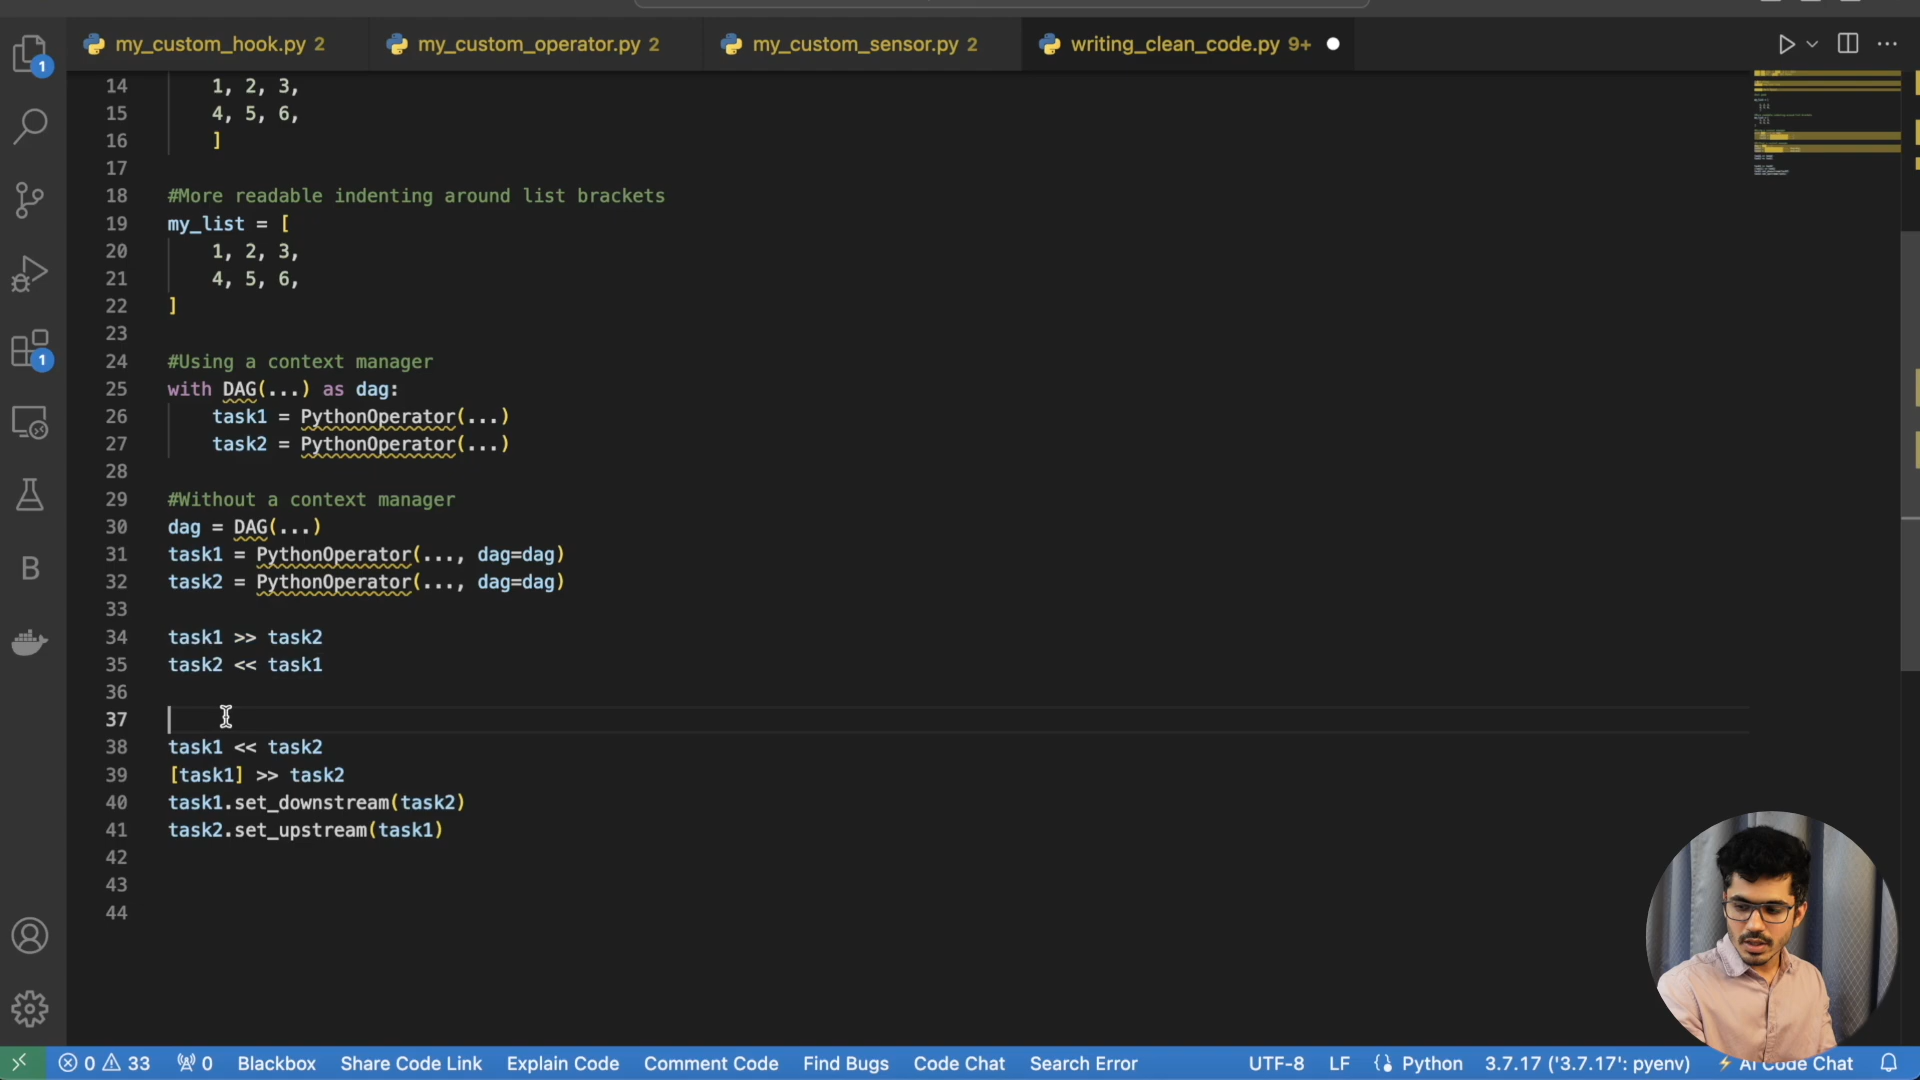 my_custom_hook.py 2
my_custom_operator.py 2
my_custom_sensor.py 2
writing_clean_code.py 9+
1
14 1, 2, 3,
15 4, 5, 6,
16 ]
17
18 #More readable indenting around list brackets
19 my_list = [
20 1, 2, 3,
21 4, 5, 6,
22 ]
23
24 #Using a context manager
25 with DAG(...) as dag:
26 task1 = PythonOperator(...)
27 task2 = PythonOperator(...)
28
29 #Without a context manager
30 dag = DAG(...)
31 task1 = PythonOperator(..., dag=dag)
32 task2 = PythonOperator(..., dag=dag)
33
34 task1 >> task2
35 task2 << task1
36
37
38 task1 << task2
39 [task1] >> task2
40 task1.set_downstream(task2)
41 task2.set_upstream(task1)
42
43
44
1
B
0 33 0 Blackbox Share Code Link Explain Code Comment Code Find Bugs Code Chat Search Error UTF-8 LF Python 3.7.17 ('3.7.17': pyenv) AI Code Chat